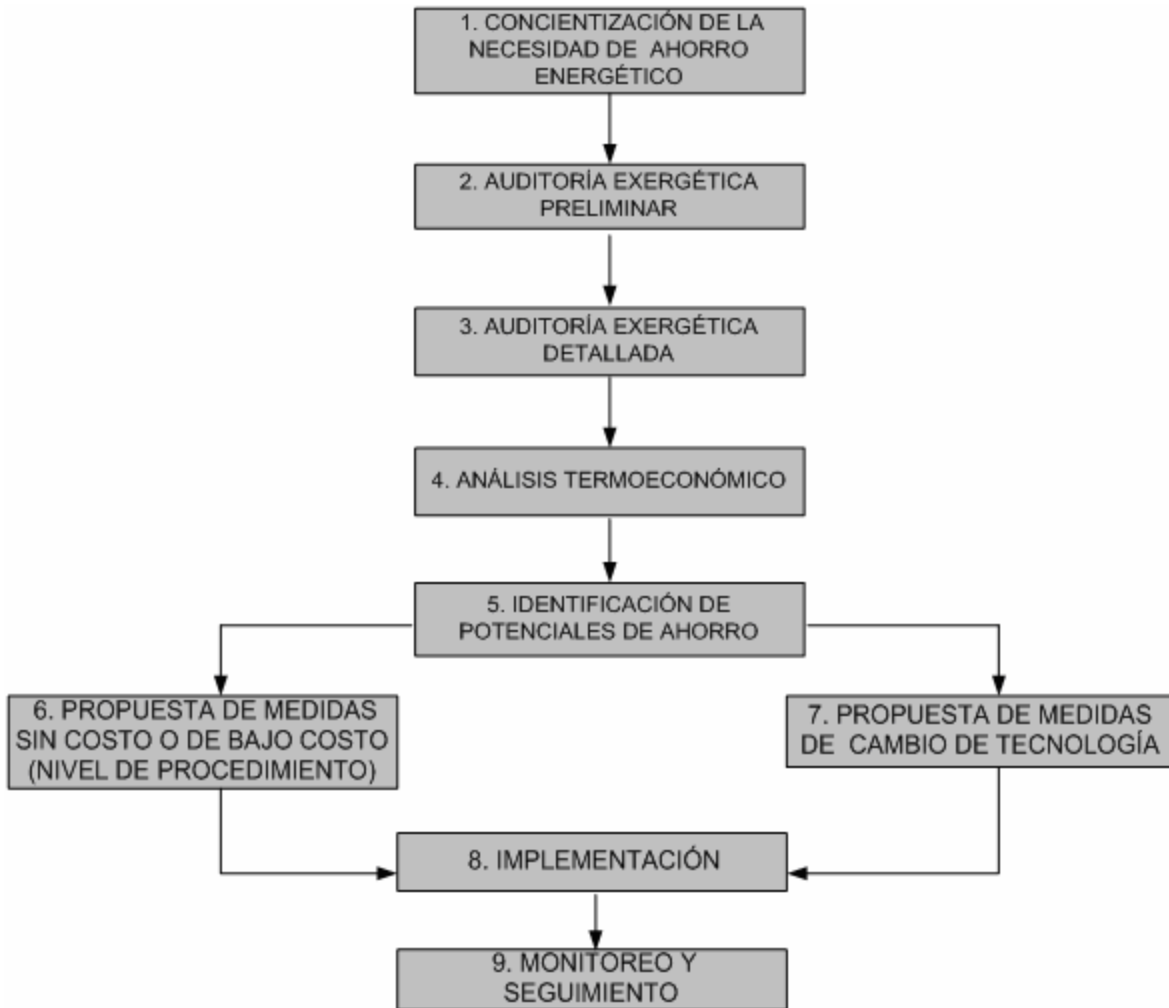 1. CONCIENTIZACIÓN DE LA
NECESIDAD DE AHORRO
ENERGÉTICO
2. AUDITORÍA EXERGÉTICA
PRELIMINAR
3. AUDITORÍA EXERGÉTICA
DETALLADA
4. ANÁLISIS TERMOECONÓMICO
5. IDENTIFICACIÓN DE
POTENCIALES DE AHORRO
6. PROPUESTA DE MEDIDAS
SIN COSTO O DE BAJO COSTO
(NIVEL DE PROCEDIMIENTO)
7. PROPUESTA DE MEDIDAS
DE CAMBIO DE TECNOLOGÍA
8. IMPLEMENTACIÓN
9. MONITOREO Y
SEGUIMIENTO